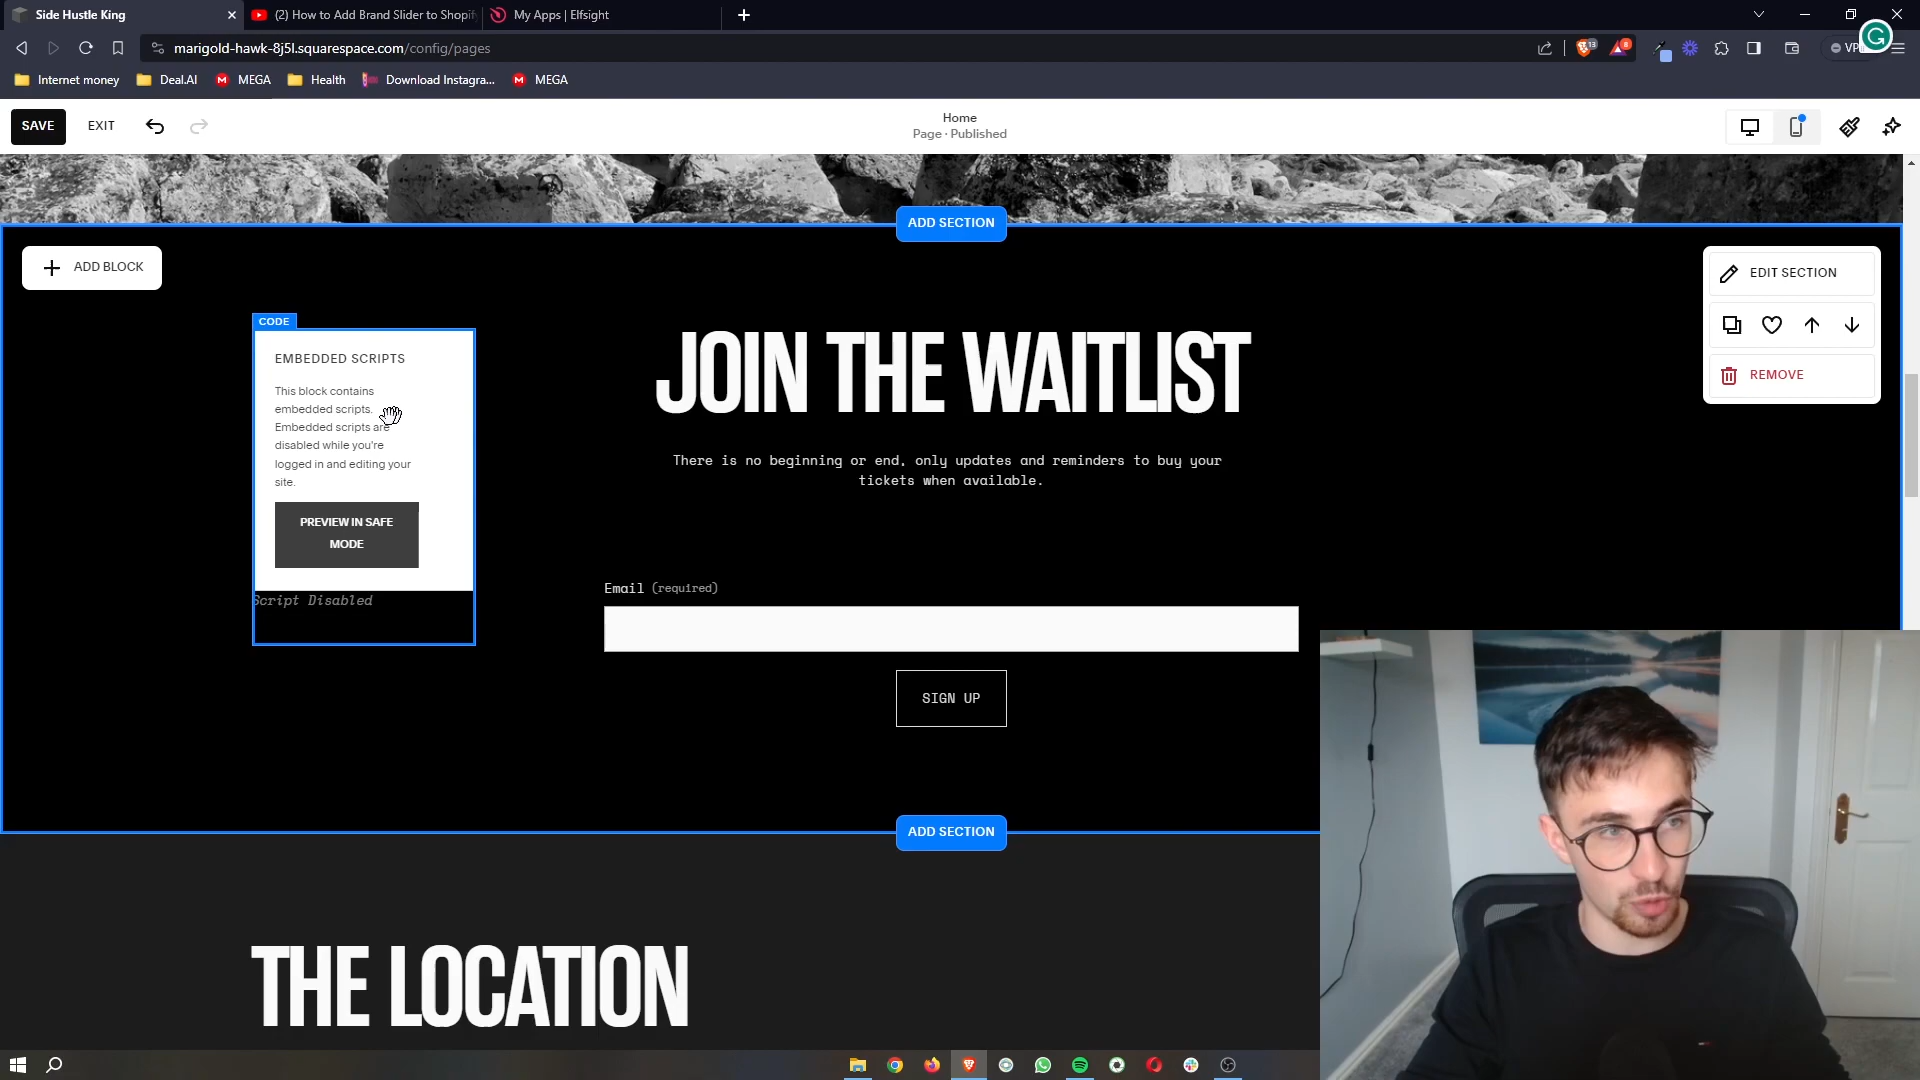 Side Hustle King
(2) How to Add Brand Slider to Shopif
My Apps | Elfsight
marigold-hawk-8j5l.squarespace.com/config/pages
13
8
VP
Internet money
Deal.AI
MEGA
Health
Download Instagra...
MEGA
SAVE
EXIT
Home
Page · Published
ADD SECTION
ADD BLOCK
EDIT SECTION
REMOVE
CODE
EMBEDDED SCRIPTS
This block contains
embedded scripts.
Embedded scripts are
disabled while you're
logged in and editing your
site.
PREVIEW IN SAFE
MODE
Script Disabled
JOIN THE WAITLIST
There is no beginning or end, only updates and reminders to buy your
tickets when available.
Email (required)
SIGN UP
ADD SECTION
THE LOCATION